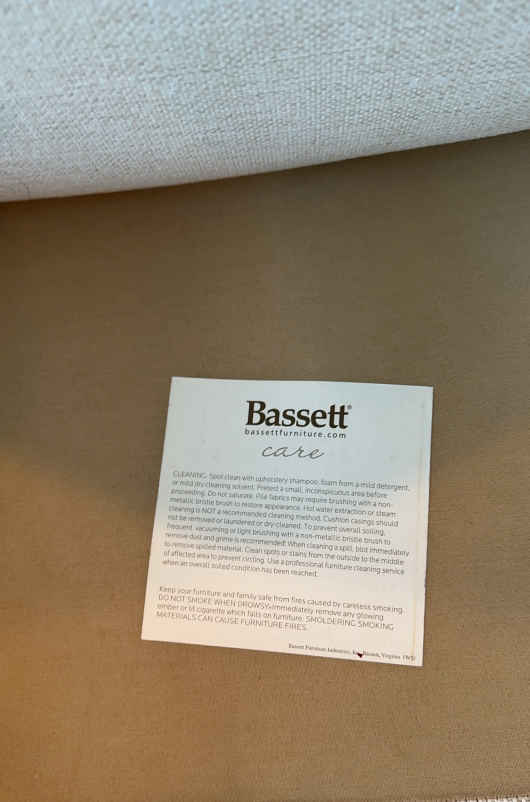 Bassett®
bassettfurniture.com
care
CLEANING. Spot clean with upholstery shampoo, foam from a mild detergent,
or mild dry cleaning solvent. Pretest a small, inconspicuous area before
proceeding. Do not saturate. Pile fabrics may require brushing with a non-
metallic bristle brush to restore appearance. Hot water extraction or steam
cleaning is NOT a recommended cleaning method. Cushion casings should
not be removed or laundered or dry-cleaned. To prevent overall soiling,
frequent vacuuming or light brushing with a non-metallic bristle brush to
remove dust and grime is recommended! When cleaning a spill, blot immediately
to remove spoiled material. Clean spots or stains from the outside to the middle
of affected area to prevent circling. Use a professional furniture cleaning service
when an overall soiled condition has been reached.
Keep your furniture and family safe from fires caused by careless smoking.
DO NOT SMOKE WHEN DROWSY-Immediately remove any glowing
ember or lit cigarette which falls on furniture. SMOLDERING SMOKING
MATERIALS CAN CAUSE FURNITURE FIRES.
Bassett Furniture Industries, Bassett, Virginia